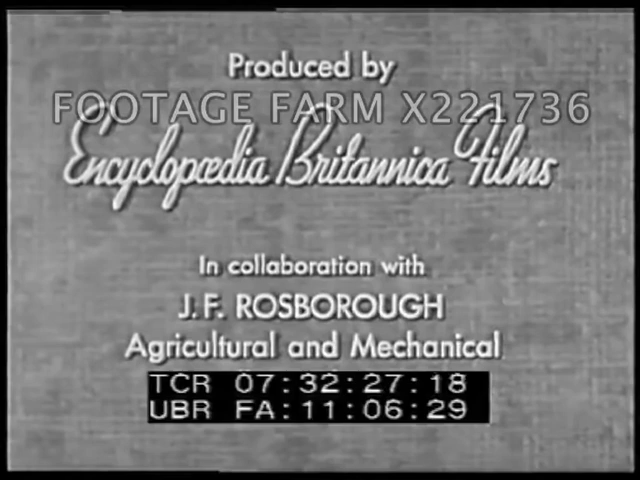 Produced by
FOOTAGE FARM X221736
Encyclopædia Britannica Films
In collaboration with
J. F. ROSBOROUGH
Agricultural and Mechanical
TCR 07:32:27:18
UBR FA:11:06:29